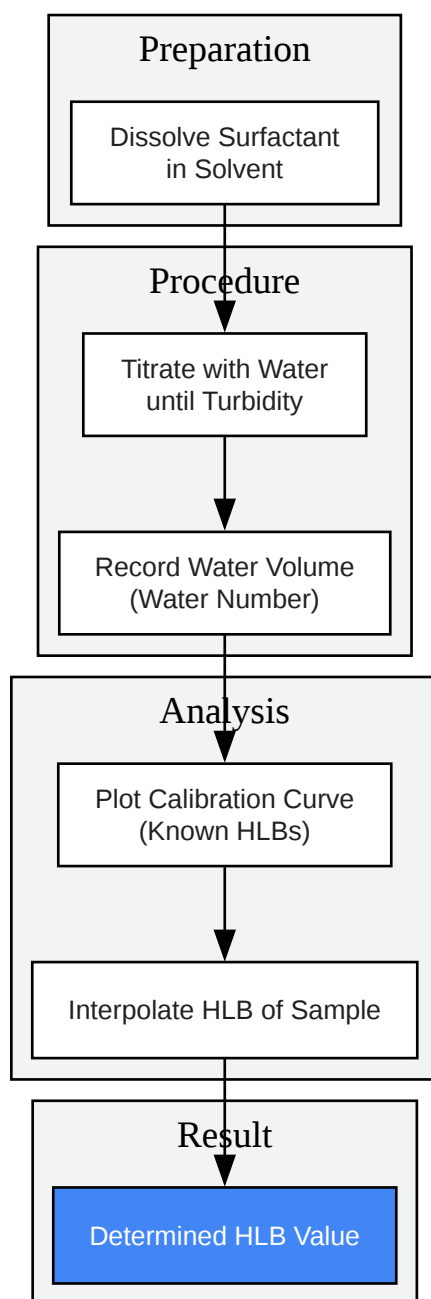 Preparation
Dissolve Surfactant
in Solvent
Procedure
Titrate with Water
until Turbidity
Record Water Volume
(Water Number)
Analysis
Plot Calibration Curve
(Known HLBs)
Interpolate HLB of Sample
Result
Determined HLB Value